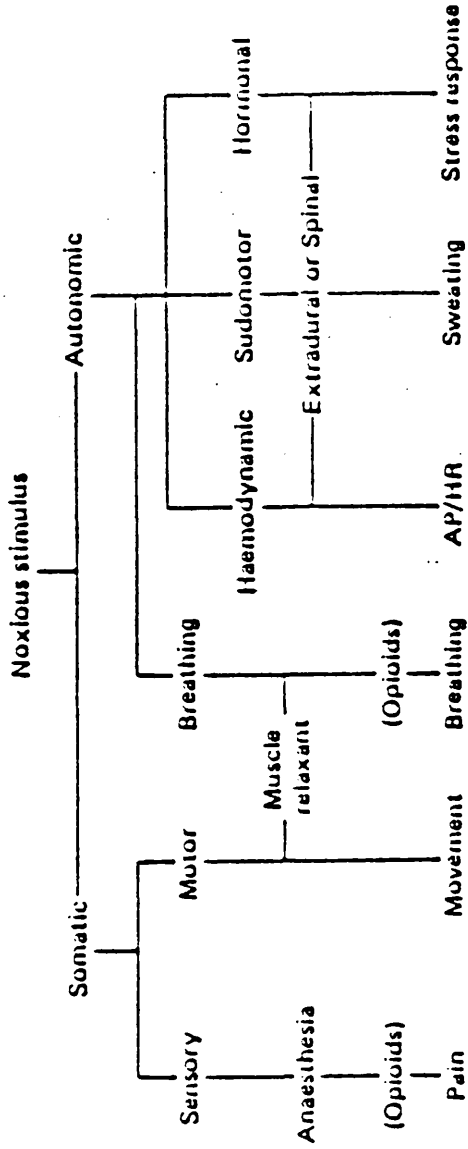 Noxious stimulus
Somatic Autonomic
Sensory Motor Breathing Haemodynamic Sudomotor Hormonal
Anaesthesia Muscle relaxant Extradural or Spinal
(Opioids) (Opioids)
Pain Movement Breathing AP/HR Sweating Stress response